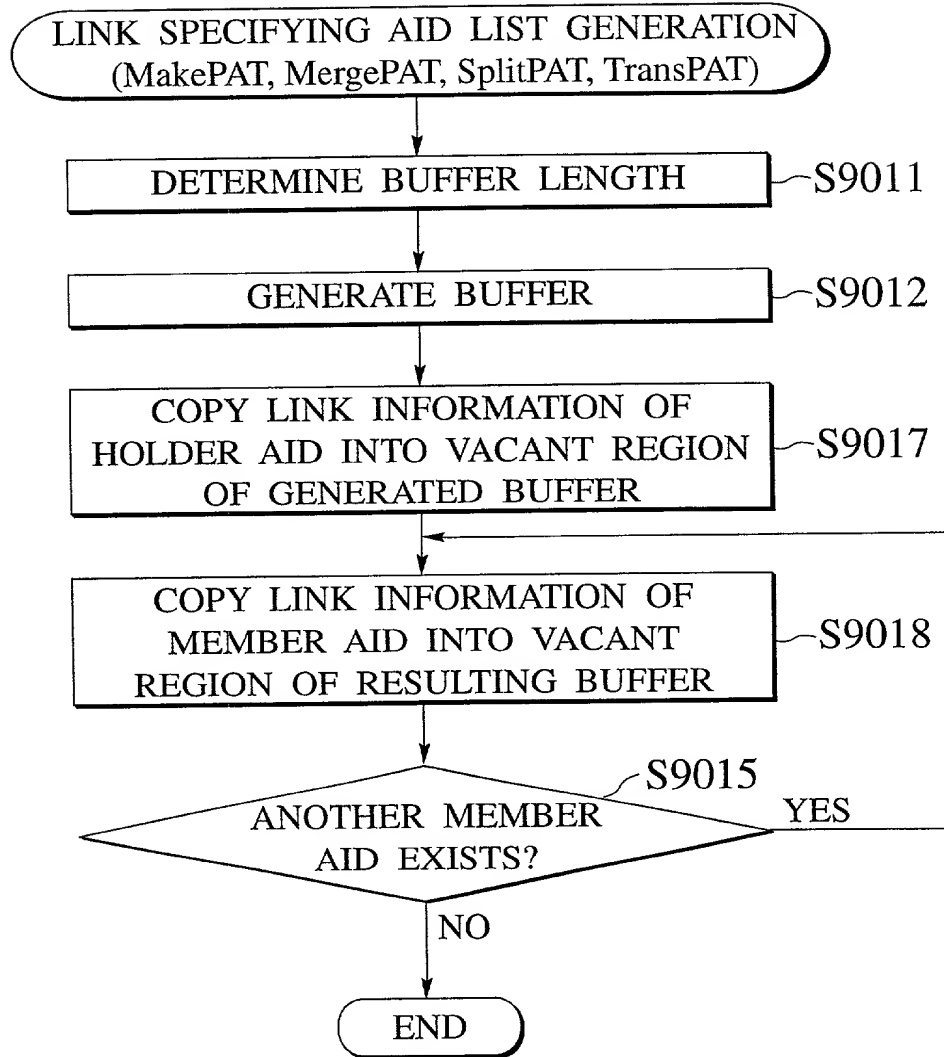 LINK SPECIFYING AID LIST GENERATION
(MakePAT, MergePAT, SplitPAT, TransPAT)
DETERMINE BUFFER LENGTH
S9011
GENERATE BUFFER
S9012
COPY LINK INFORMATION OF
HOLDER AID INTO VACANT REGION
OF GENERATED BUFFER
S9017
COPY LINK INFORMATION OF
MEMBER AID INTO VACANT
REGION OF RESULTING BUFFER
S9018
S9015
ANOTHER MEMBER
AID EXISTS?
YES
NO
END